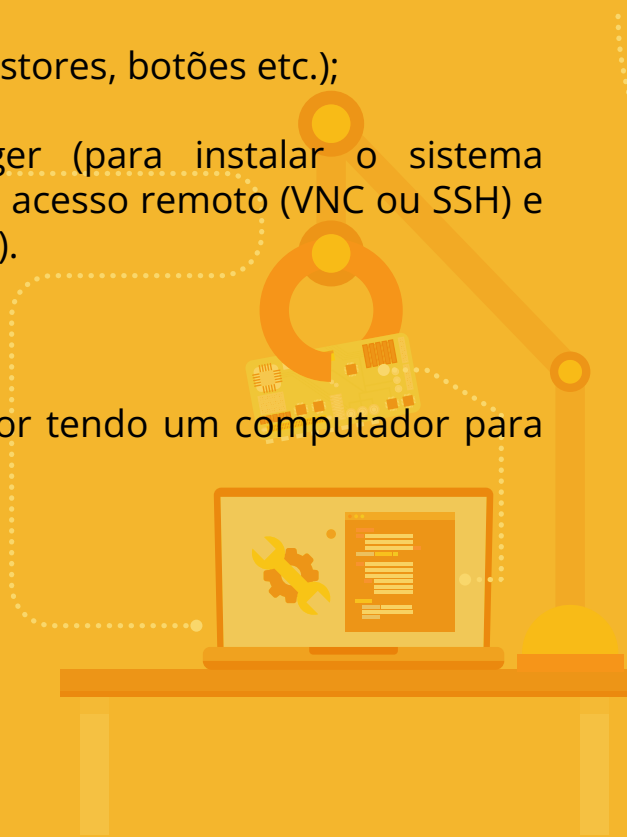 stores, botões etc.);
ger (para instalar o sistema
acesso remoto (VNC ou SSH) e
).
or tendo um computador para